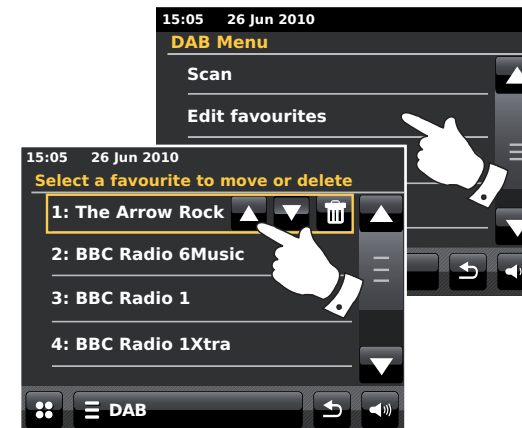 15:05 26 Jun 2010
DAB Menu
Scan
Edit favourites
15:05 26 Jun 2010
Select a favourite to move or delete
1: The Arrow Rock
2: BBC Radio 6Music
3: BBC Radio 1
4: BBC Radio 1Xtra
DAB